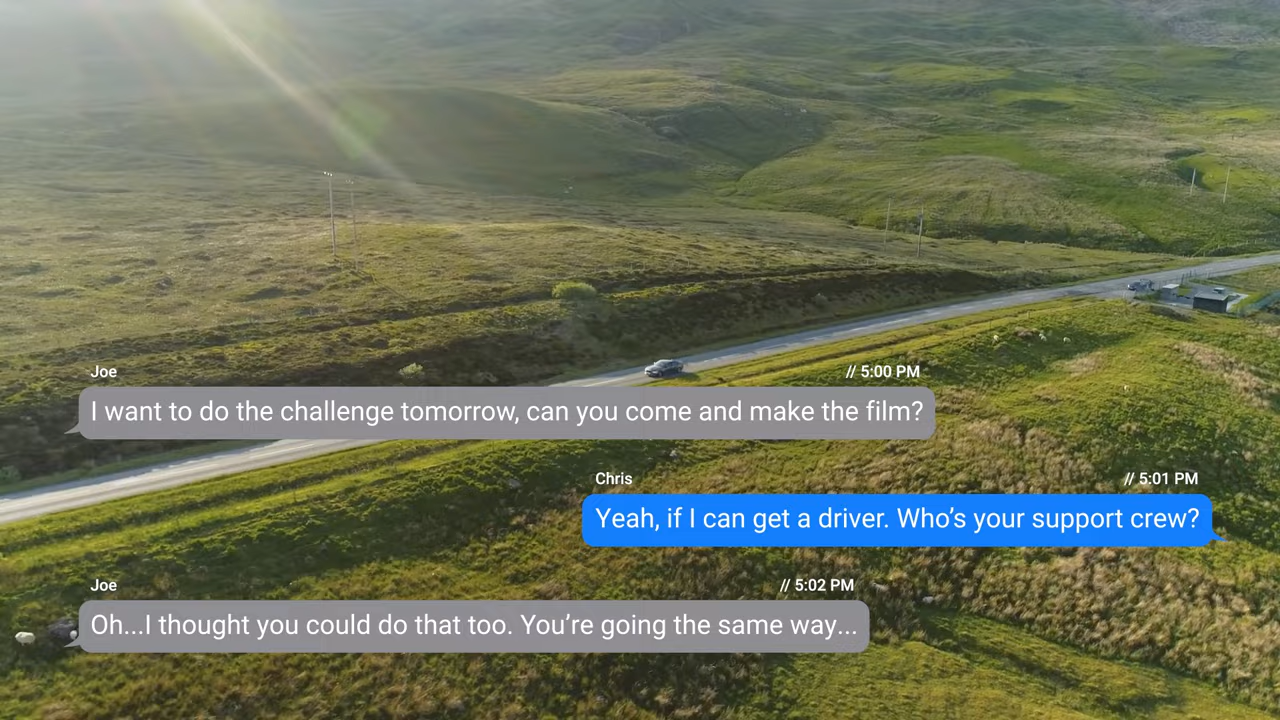 Joe // 5:00 PM
I want to do the challenge tomorrow, can you come and make the film?
Chris // 5:01 PM
Yeah, if I can get a driver. Who’s your support crew?
Joe // 5:02 PM
Oh...I thought you could do that too. You’re going the same way...